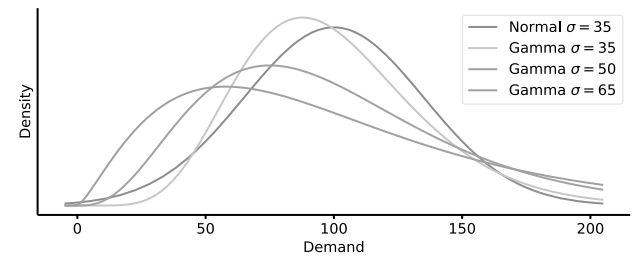 Normal σ = 35
Gamma σ = 35
Gamma σ = 50
Gamma σ = 65
Density
0 50 100 150 200
Demand